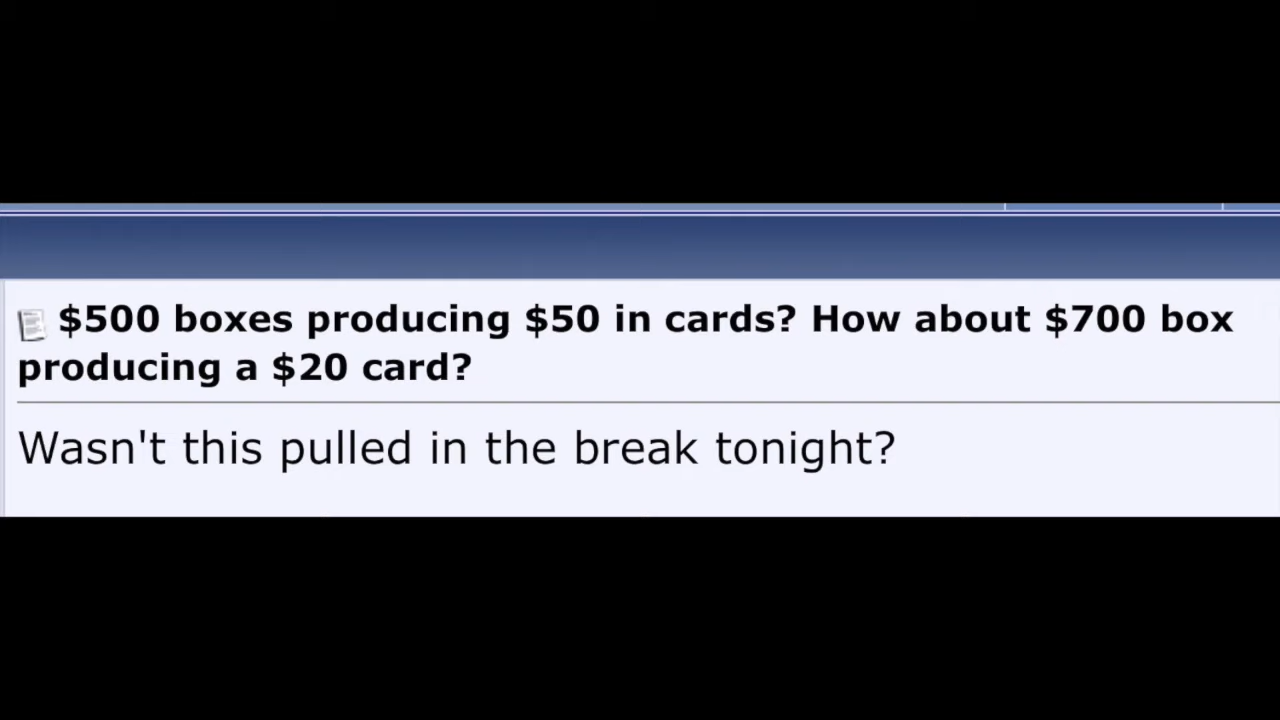 $500 boxes producing $50 in cards? How about $700 box
producing a $20 card?
Wasn't this pulled in the break tonight?